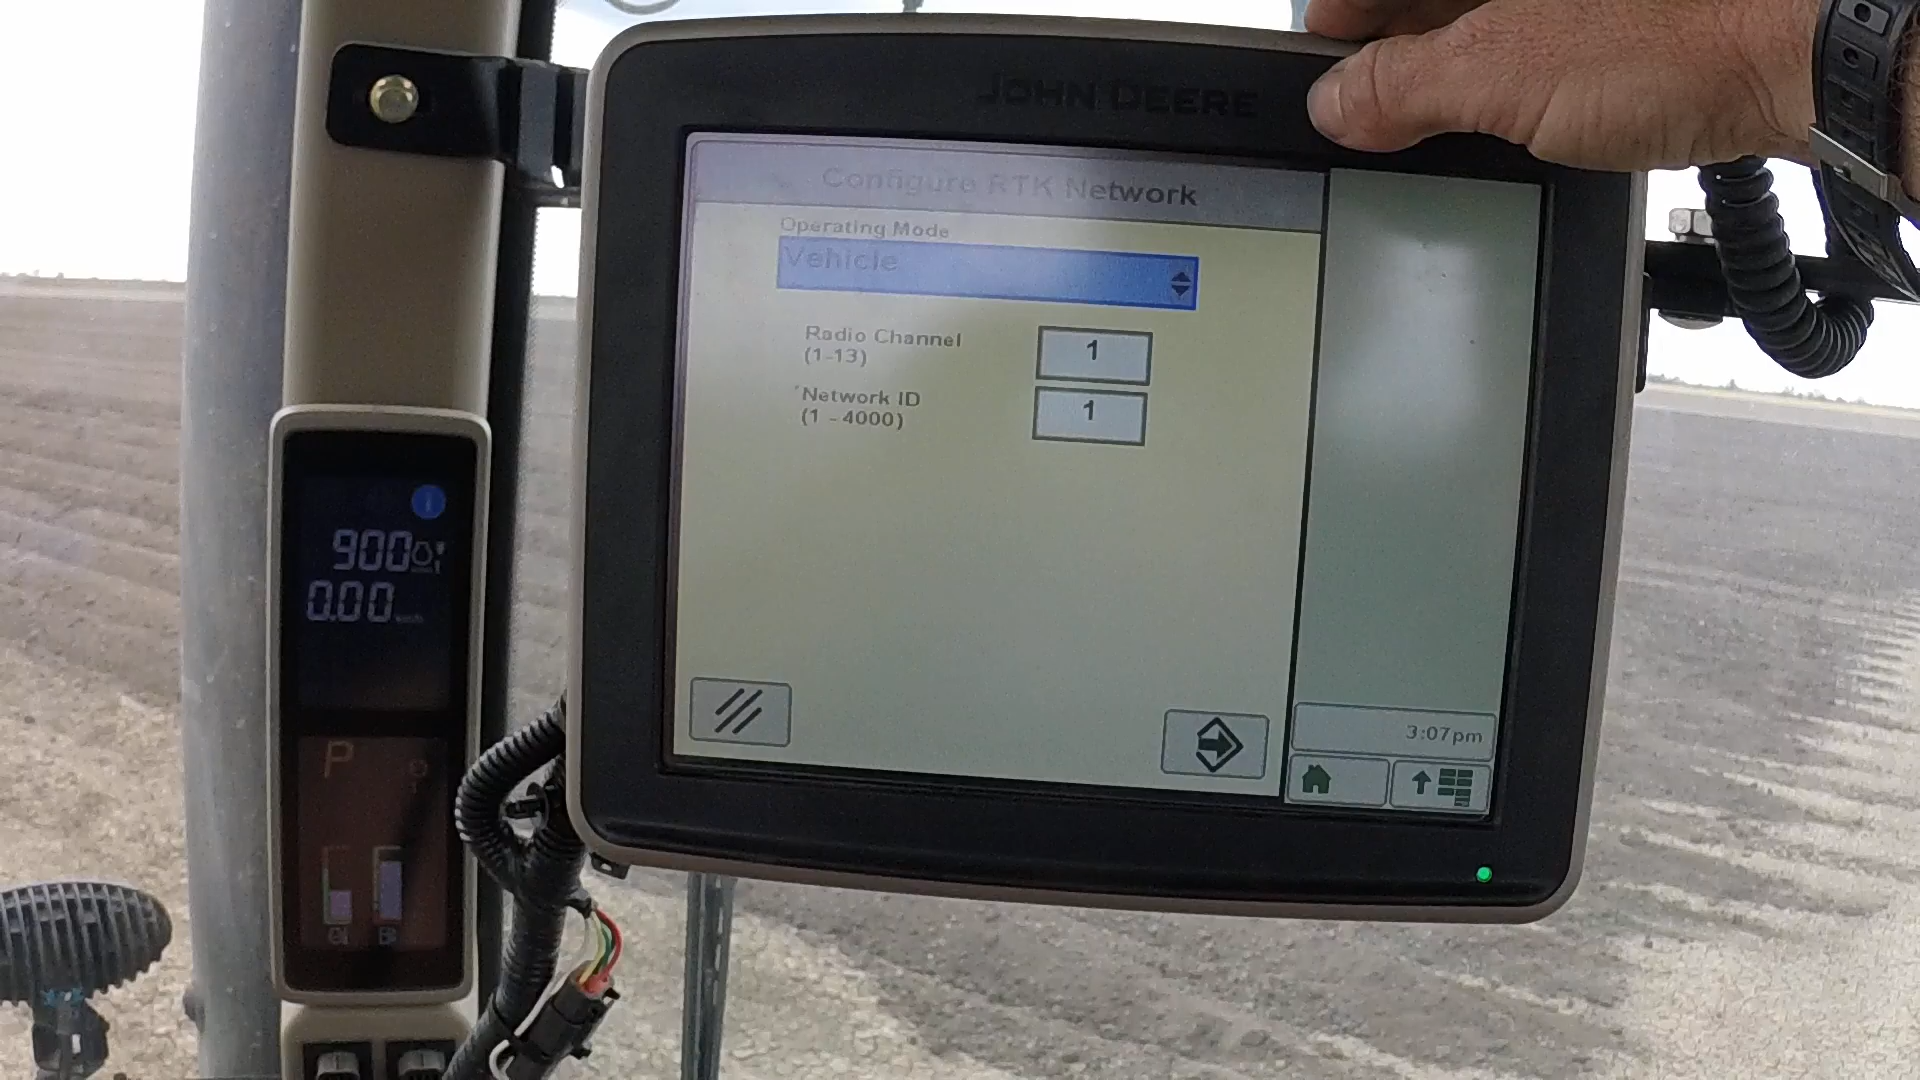 JOHN DEERE
Configure RTK Network
Operating Mode
Vehicle
Radio Channel
(1-13)
1
*Network ID
(1 - 4000)
1
3:07pm
900
0.00
P